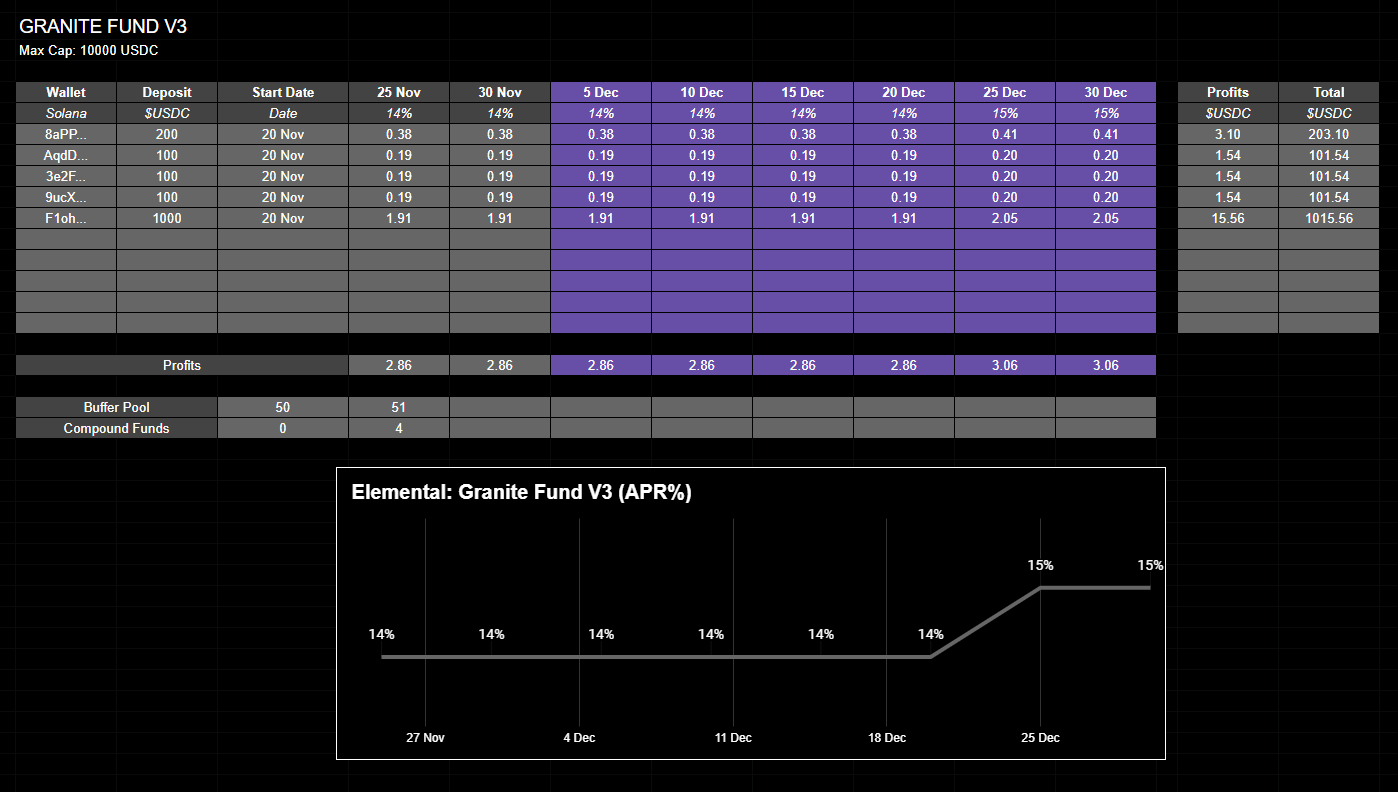 GRANITE FUND V3
Max Cap: 10000 USDC
Wallet Deposit Start Date 25 Nov 30 Nov 5 Dec 10 Dec 15 Dec 20 Dec 25 Dec 30 Dec Profits Total
Solana $USDC Date 14% 14% 14% 14% 14% 14% 15% 15% $USDC $USDC
8aPP... 200 20 Nov 0.38 0.38 0.38 0.38 0.38 0.38 0.41 0.41 3.10 203.10
AqdD... 100 20 Nov 0.19 0.19 0.19 0.19 0.19 0.19 0.20 0.20 1.54 101.54
3e2F... 100 20 Nov 0.19 0.19 0.19 0.19 0.19 0.19 0.20 0.20 1.54 101.54
9ucX... 100 20 Nov 0.19 0.19 0.19 0.19 0.19 0.19 0.20 0.20 1.54 101.54
F1oh... 1000 20 Nov 1.91 1.91 1.91 1.91 1.91 1.91 2.05 2.05 15.56 1015.56
Profits 2.86 2.86 2.86 2.86 2.86 2.86 3.06 3.06
Buffer Pool 50 51
Compound Funds 0 4
Elemental: Granite Fund V3 (APR%)
15% 15%
14% 14% 14% 14% 14% 14%
27 Nov 4 Dec 11 Dec 18 Dec 25 Dec